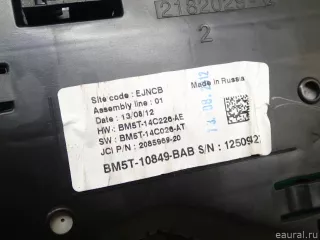 2
Site code : EJNCB
Assembly line : 01
Date : 13/08/12
HW: BM5T-14C226-AE
SW : BM5T-14C026-AT
JCI P/N : 2085969-20
BM5T-10849-BAB S/N : 1250927
Made in Russia
eaural.ru